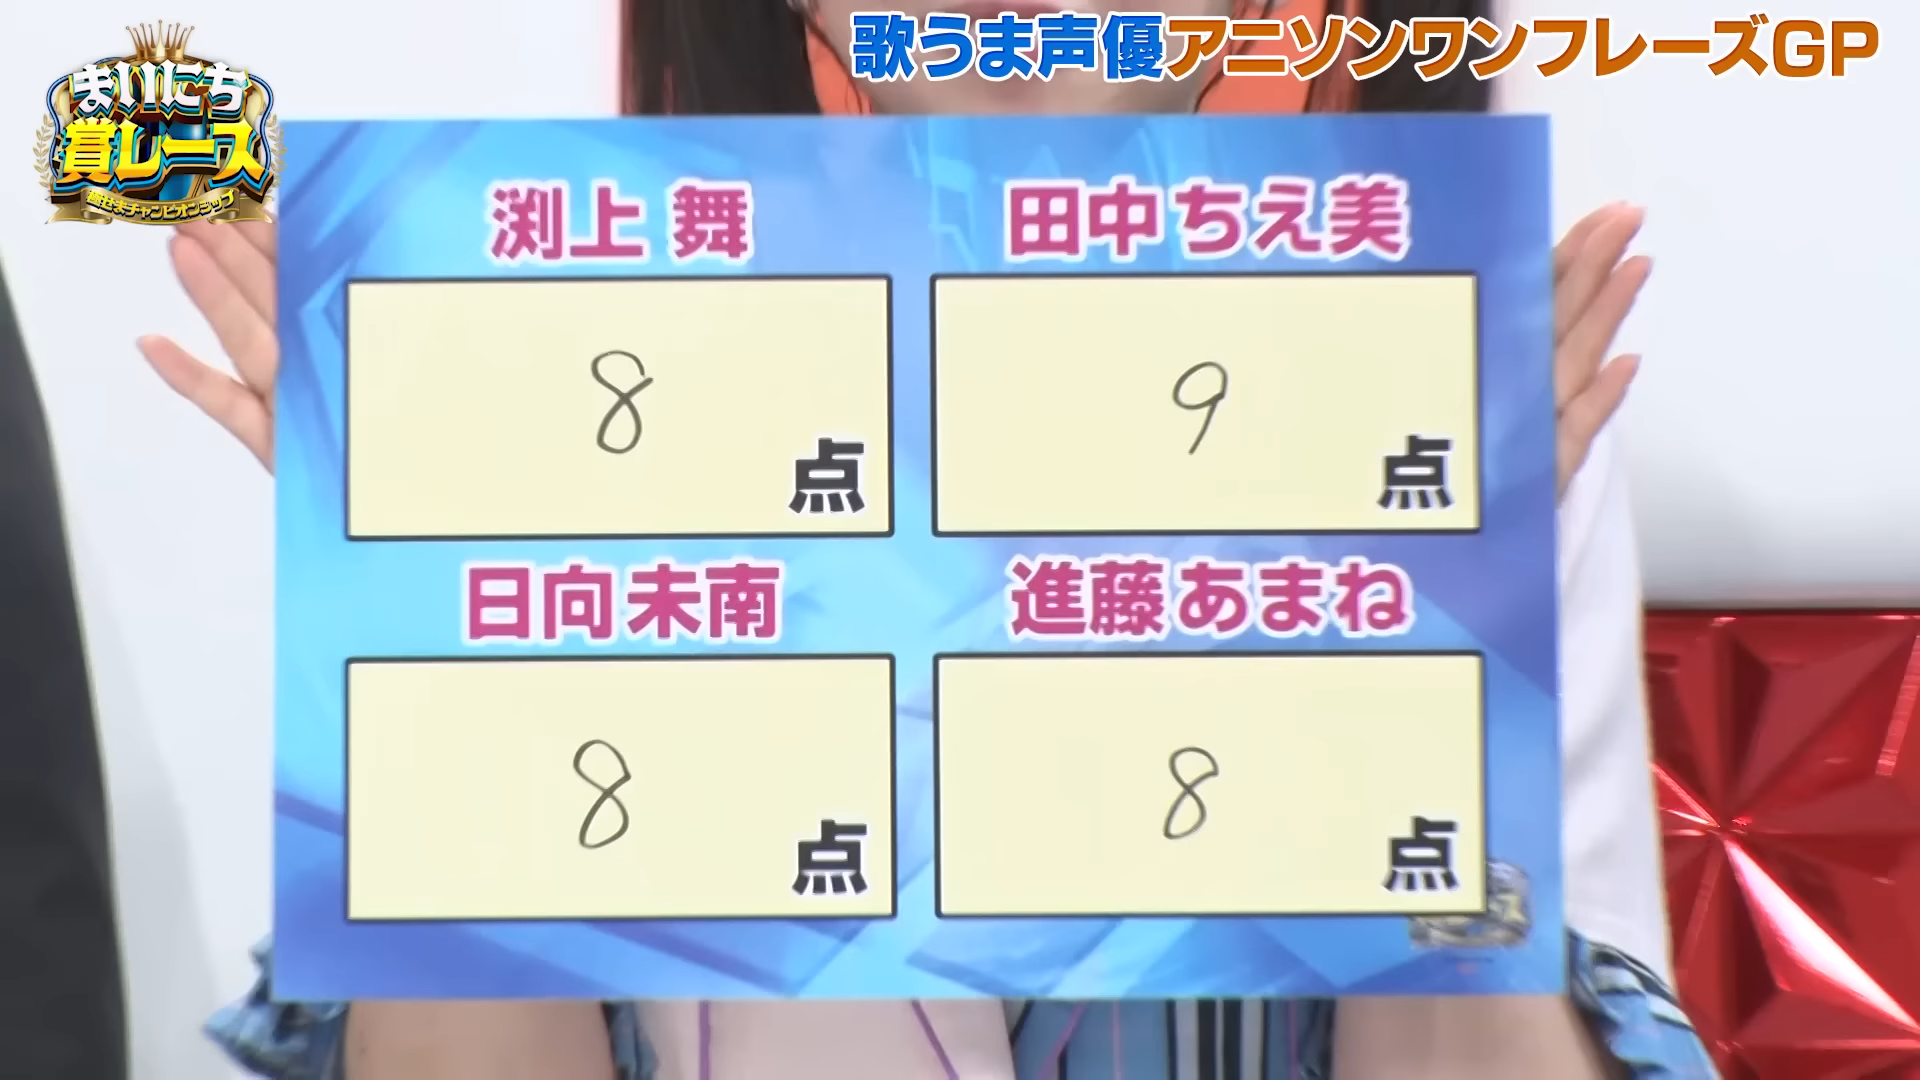 歌うま声優アニソンワンフレーズGP
まいにち
賞レース
渕上 舞
田中ちえ美
8
点
9
点
日向未南
進藤あまね
8
点
8
点